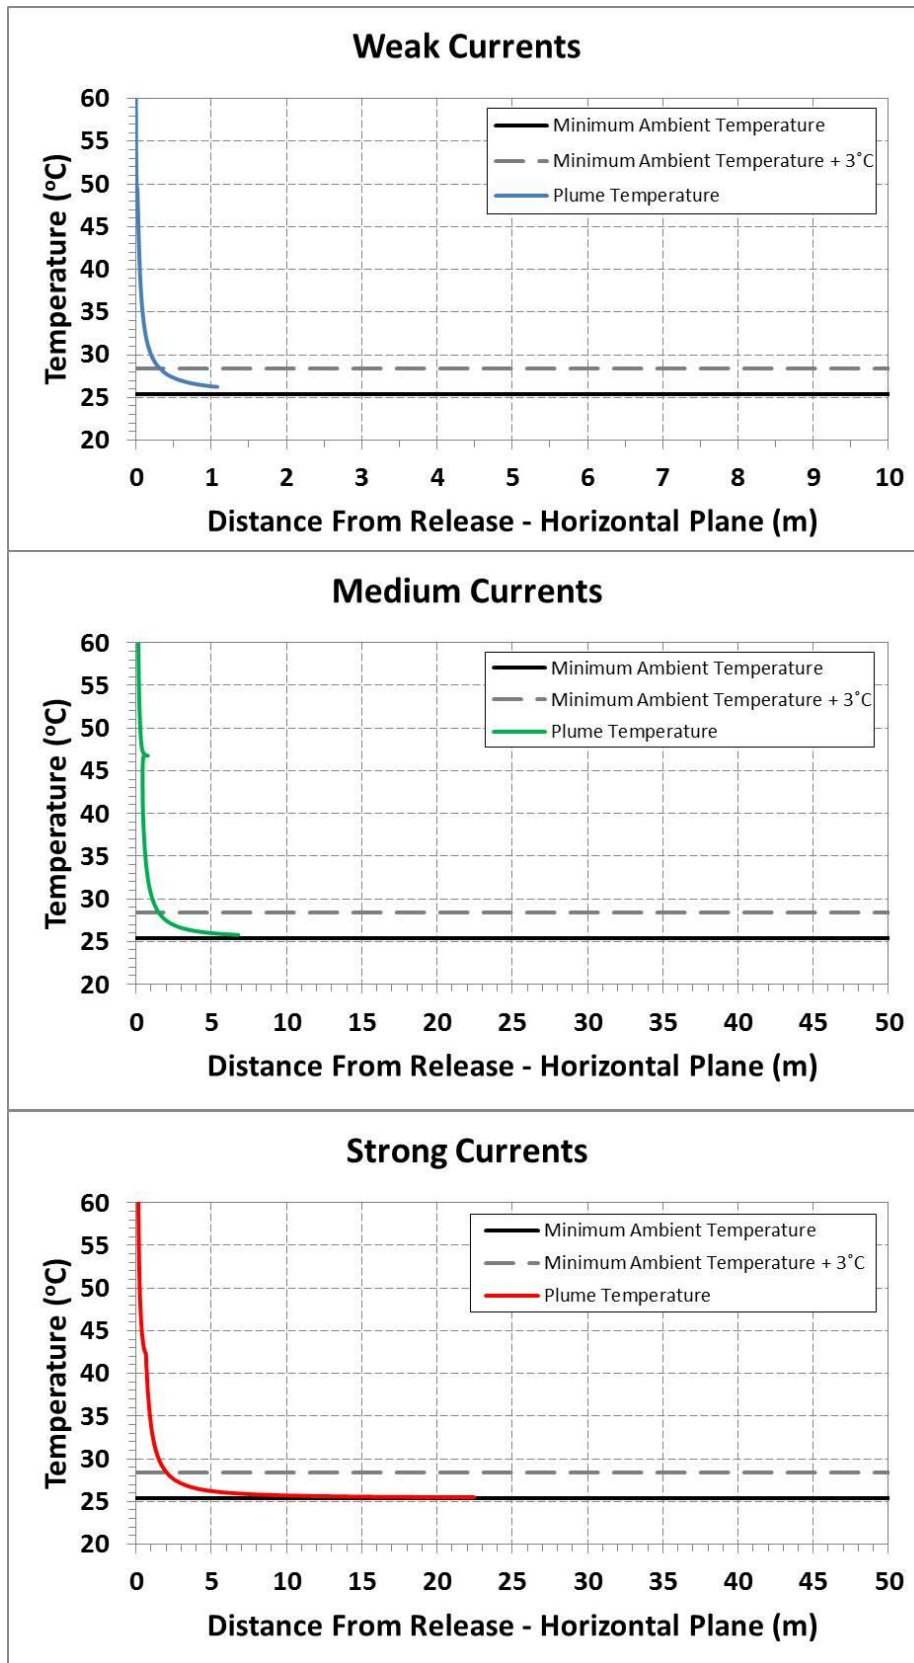 Weak Currents
60
55
50
45
40
35
30
25
20
Temperature (ºC)
Minimum Ambient Temperature
Minimum Ambient Temperature + 3˚C
Plume Temperature
0 1 2 3 4 5 6 7 8 9 10
Distance From Release - Horizontal Plane (m)
Medium Currents
60
55
50
45
40
35
30
25
20
Temperature (ºC)
Minimum Ambient Temperature
Minimum Ambient Temperature + 3˚C
Plume Temperature
0 5 10 15 20 25 30 35 40 45 50
Distance From Release - Horizontal Plane (m)
Strong Currents
60
55
50
45
40
35
30
25
20
Temperature (ºC)
Minimum Ambient Temperature
Minimum Ambient Temperature + 3˚C
Plume Temperature
0 5 10 15 20 25 30 35 40 45 50
Distance From Release - Horizontal Plane (m)